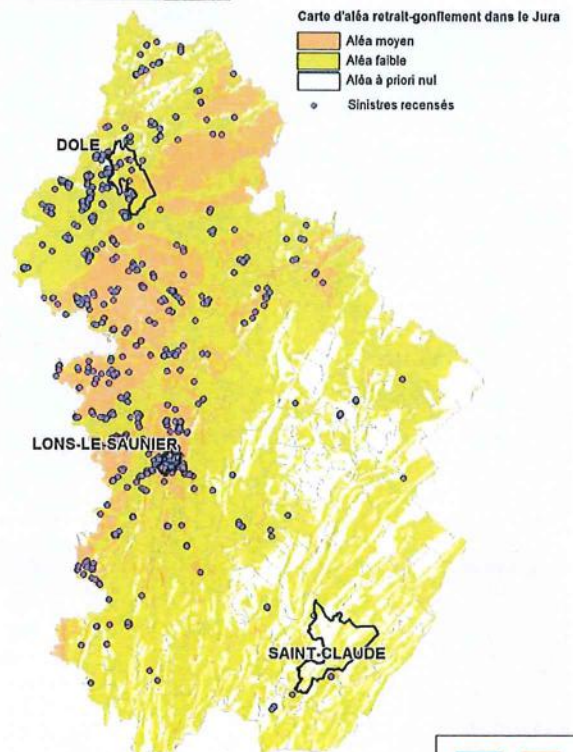 Carte d'aléa retrait-gonflement dans le Jura
Aléa moyen
Aléa faible
Aléa à priori nul
Sinistres recensés
DOLE
LONS-LE-SAUNIER
SAINT-CLAUDE